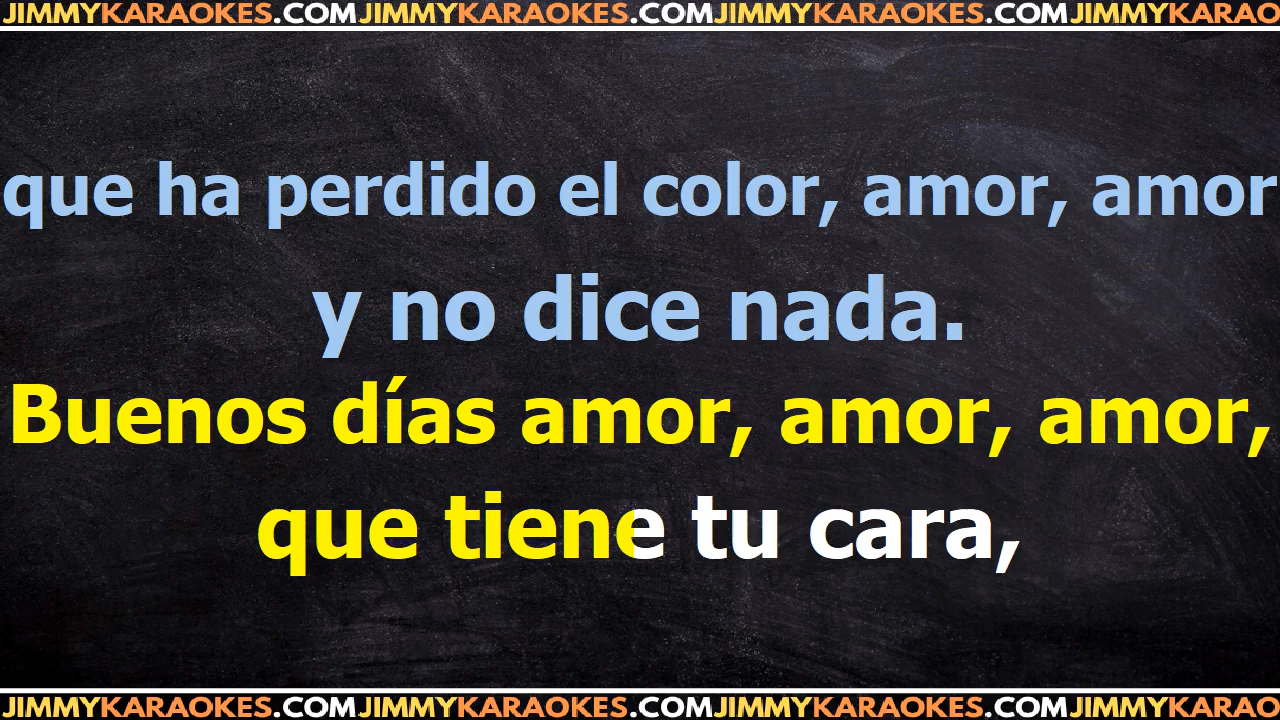 JIMMYKARAOKES.COMJIMMYKARAOKES.COMJIMMYKARAOKES.COMJIMMYKARAO
que ha perdido el color, amor, amor
y no dice nada.
Buenos días amor, amor, amor,
que tiene tu cara,
JIMMYKARAOKES.COMJIMMYKARAOKES.COMJIMMYKARAOKES.COMJIMMYKARAO